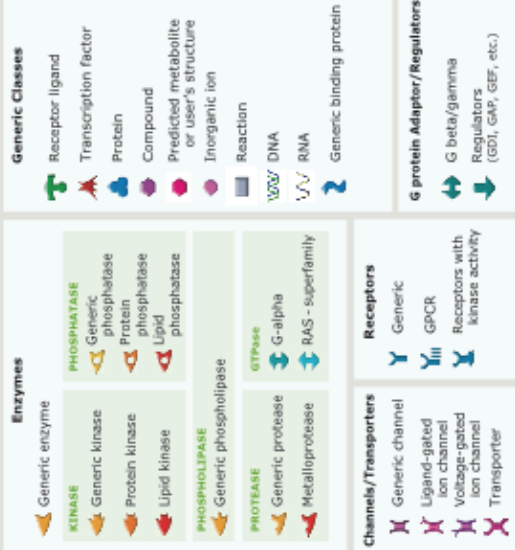 Enzymes
Generic enzyme
KINASE
Generic kinase
Protein kinase
Lipid kinase
PHOSPHATASE
Generic
phosphatase
Protein
phosphatase
Lipid
phosphatase
PHOSPHOLIPASE
Generic phospholipase
PROTEASE
Generic protease
Metalloprotease
GTPase
G-alpha
RAS - superfamily
Channels/Transporters
Generic channel
Ligand-gated
ion channel
Voltage-gated
ion channel
Transporter
Receptors
Generic
GPCR
Receptors with
kinase activity
Generic Classes
Receptor ligand
Transcription factor
Protein
Compound
Predicted metabolite
or user's structure
Inorganic ion
Reaction
DNA
RNA
Generic binding protein
G protein Adaptor/Regulators
G beta/gamma
Regulators
(GDI, GAP, GEF, etc.)